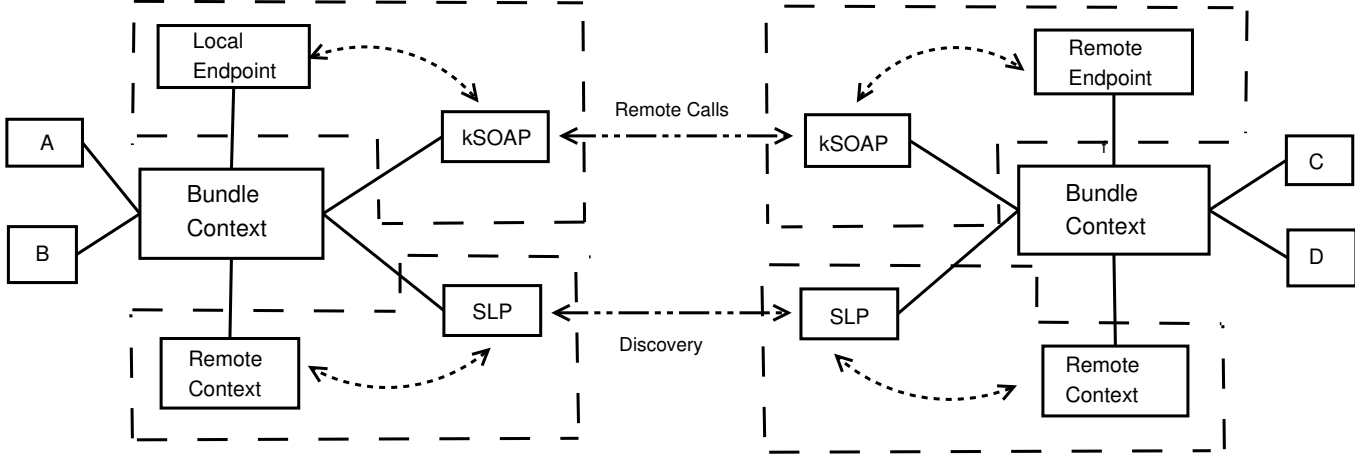 Local
Endpoint
Remote
Endpoint
Remote Calls
A
kSOAP
kSOAP
C
Bundle
Context
Bundle
Context
B
D
SLP
SLP
Discovery
Remote
Context
Remote
Context